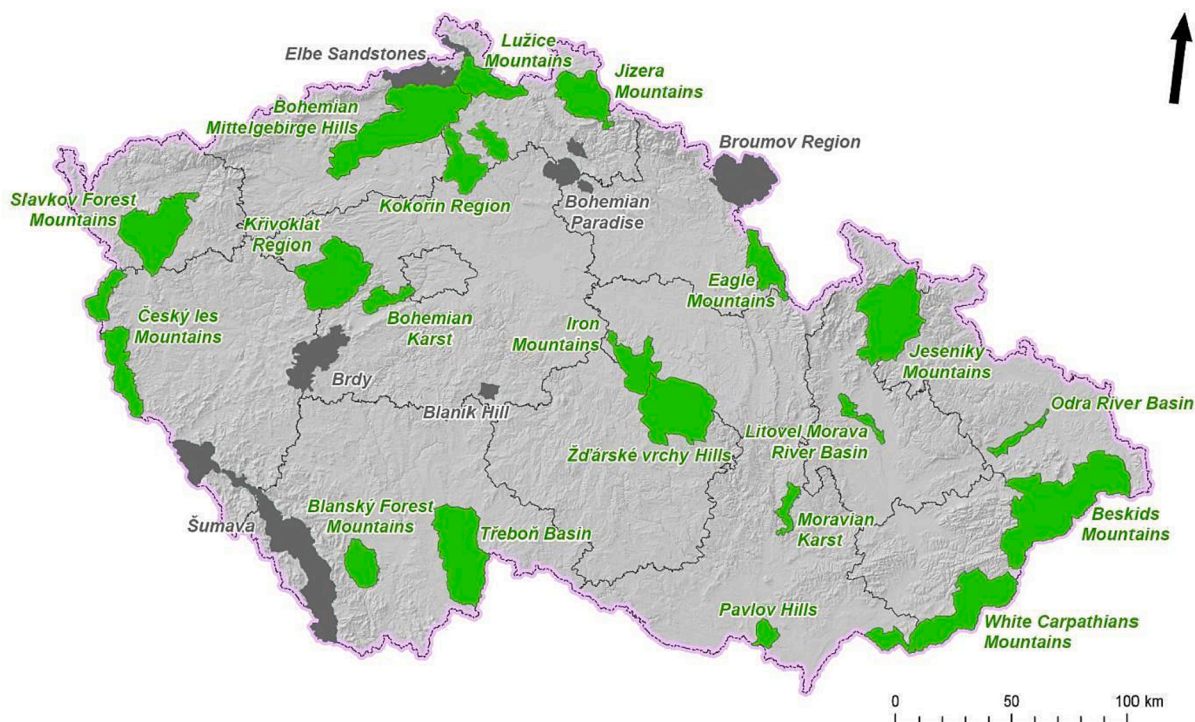 Elbe Sandstones
Lužice
Mountains
Jizera
Mountains
Bohemian
Mittelgebirge Hills
Broumov Region
Slavkov Forest
Mountains
Křivoklát
Region
Kokořín Region
Bohemian
Paradise
Eagle
Mountains
Český les
Mountains
Bohemian
Karst
Iron
Mountains
Jeseníky
Mountains
Brdy
Blaník Hill
Odra River Basin
Litovel Morava
River Basin
Žďárské vrchy Hills
Šumava
Blanský Forest
Mountains
Třeboň Basin
Moravian
Karst
Beskids
Mountains
Pavlov Hills
White Carpathians
Mountains
0 50 100 km